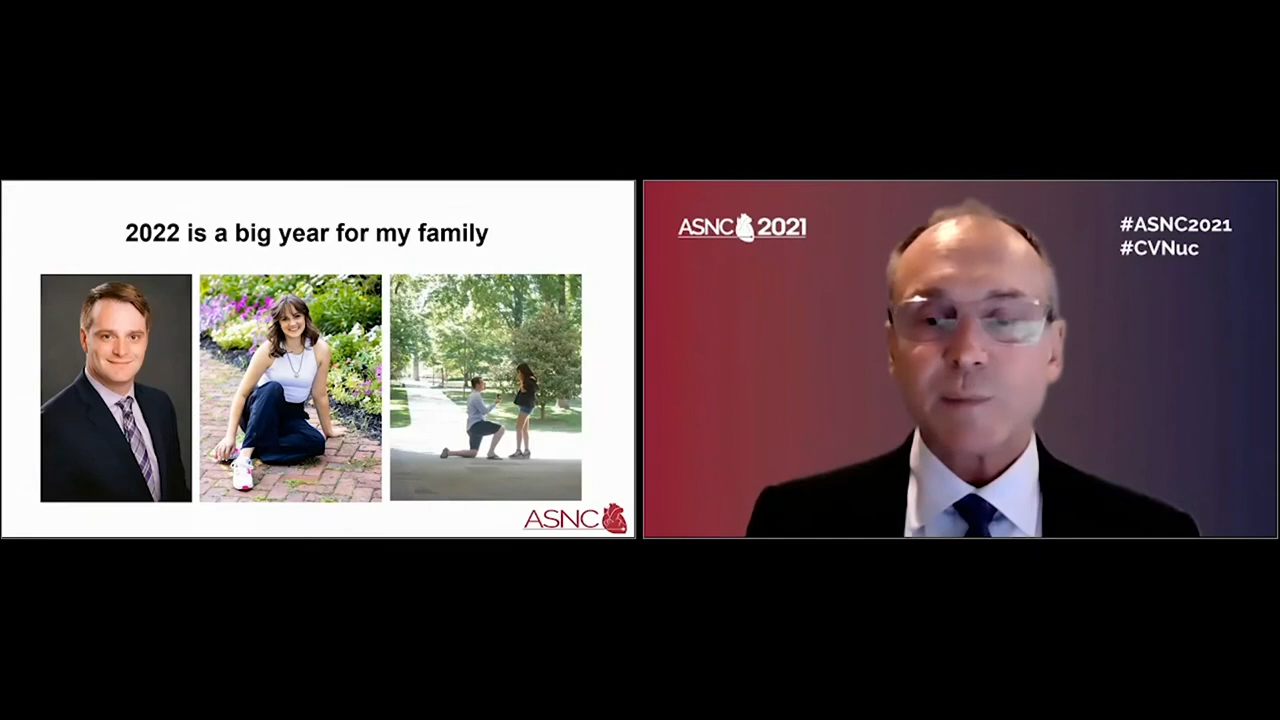 2022 is a big year for my family
ASNC
ASNC 2021
#ASNC2021
#CVNuc